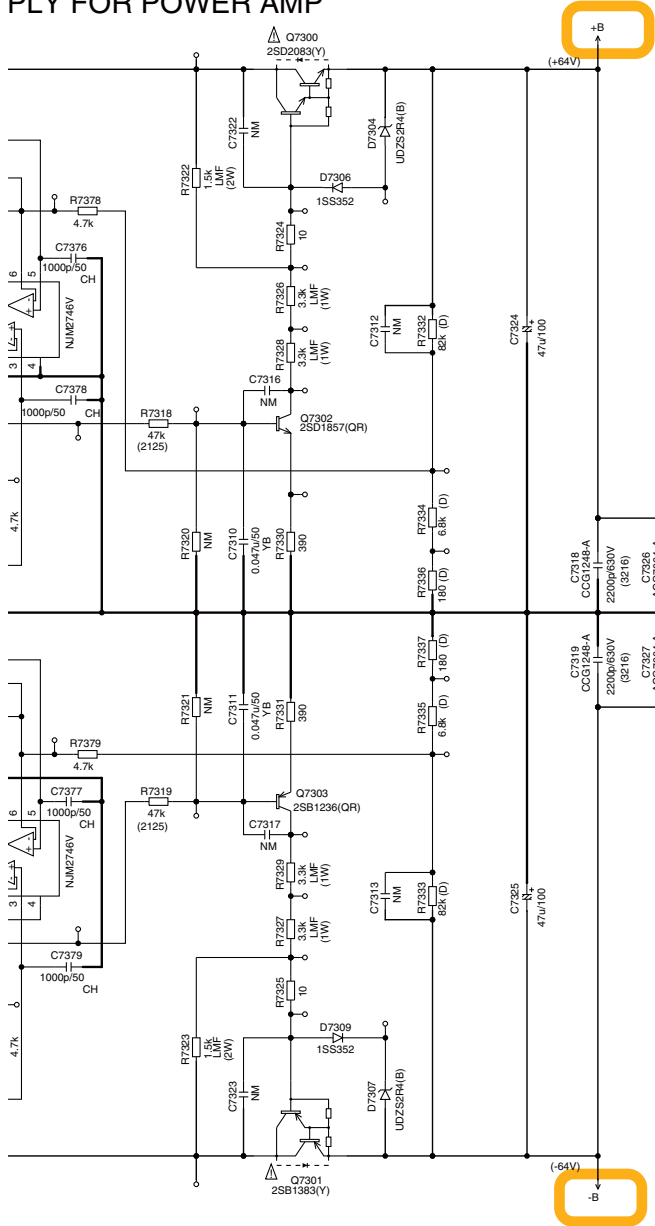 PLY FOR POWER AMP
+B
Q7300
2SD2083(Y)
(+64V)
C7322
NM
D7304
UDZS2R4(B)
R7322
1.5k
LMF
(2W)
D7306
1SS352
R7378
4.7k
R7324
10
C7376
1000p/50
CH
6
5
NJM2746V
3
4
R7326
3.3k
LMF
(1W)
R7328
3.3k
LMF
(1W)
C7312
NM
R7332
82k (D)
C7324
+
47u/100
C7316
NM
C7378
1000p/50
CH
R7318
47k
(2125)
Q7302
2SD1857(QR)
4.7k
R7320
NM
C7310
0.047u/50
YB
R7330
390
R7334
6.8k (D)
R7336
180 (D)
C7318
CCG1248-A
2200p/630V
(3216)
C7326
R7321
NM
C7311
0.047u/50
YB
R7331
390
R7337
180 (D)
R7335
6.8k (D)
C7319
CCG1248-A
2200p/630V
(3216)
C7327
R7379
4.7k
C7377
1000p/50
CH
R7319
47k
(2125)
Q7303
2SB1236(QR)
C7317
NM
6
5
NJM2746V
3
4
R7329
3.3k
LMF
(1W)
R7327
3.3k
LMF
(1W)
C7313
NM
R7333
82k (D)
C7325
+
47u/100
C7379
1000p/50
CH
R7325
10
4.7k
R7323
1.5k
LMF
(2W)
C7323
NM
D7309
1SS352
D7307
UDZS2R4(B)
Q7301
2SB1383(Y)
(-64V)
-B